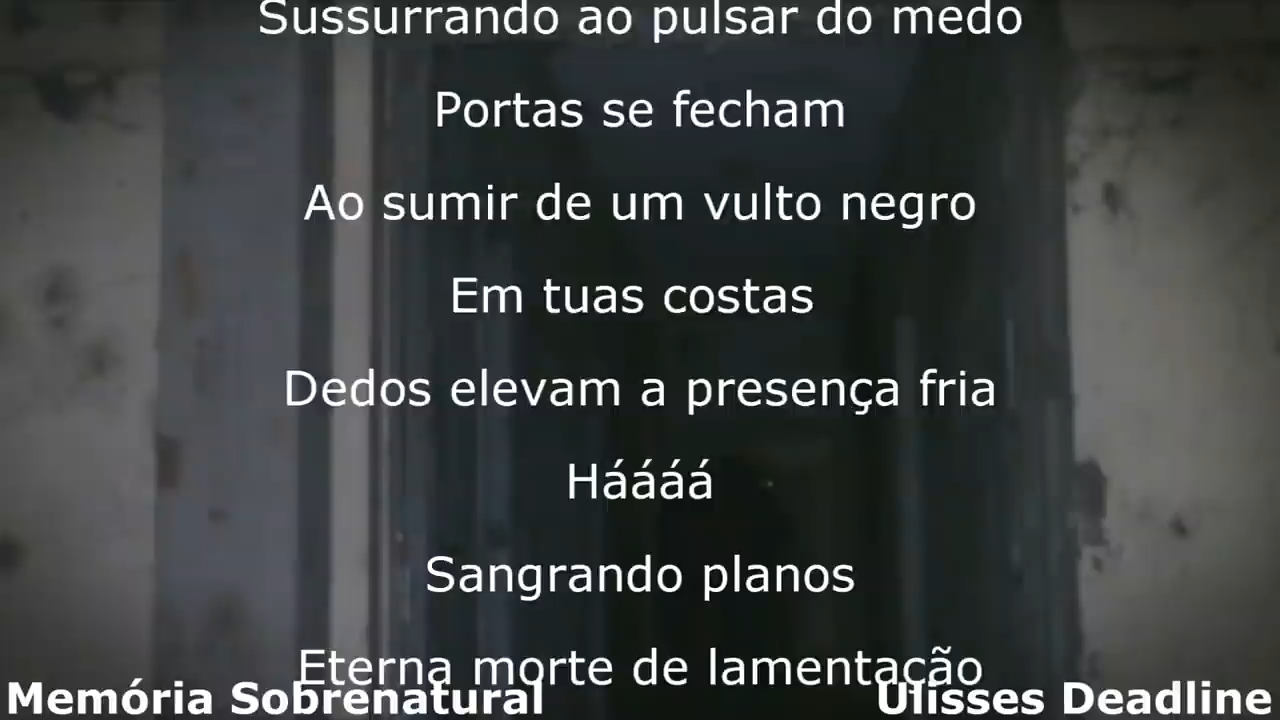 Sussurrando ao pulsar do medo
Portas se fecham
Ao sumir de um vulto negro
Em tuas costas
Dedos elevam a presença fria
Háááá
Sangrando planos
Eterna morte de lamentação
Memória Sobrenatural
Ulisses Deadline